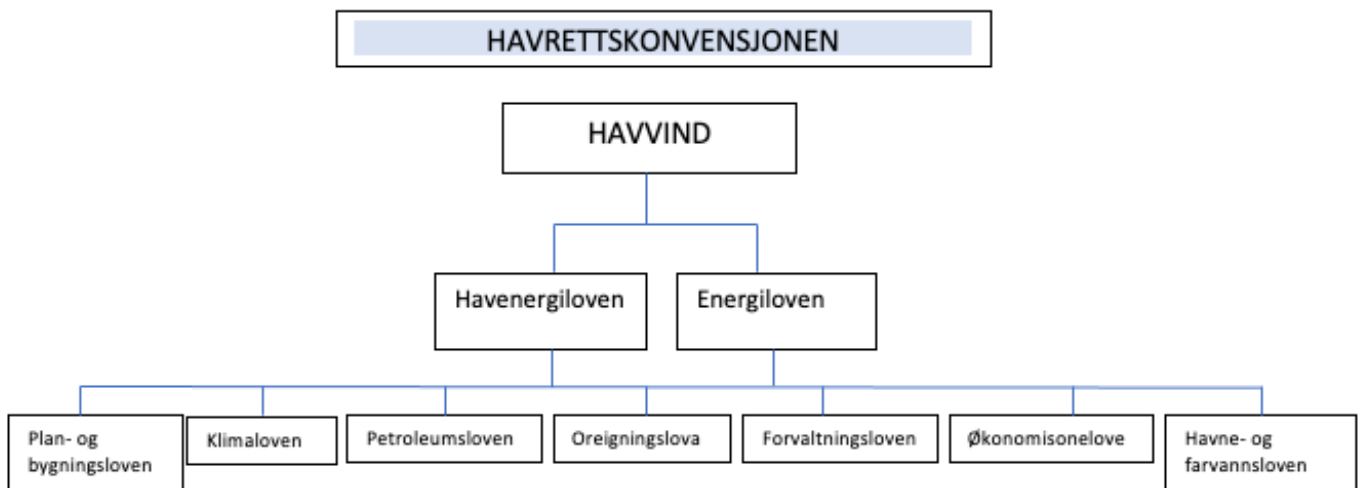 HAVRETTSKONVENSJONEN
HAVVIND
Havenergiloven
Energiloven
Plan- og
bygningsloven
Klimaloven
Petroleumsloven
Oreigningslova
Forvaltningsloven
Økonomisonelove
Havne- og
farvannsloven